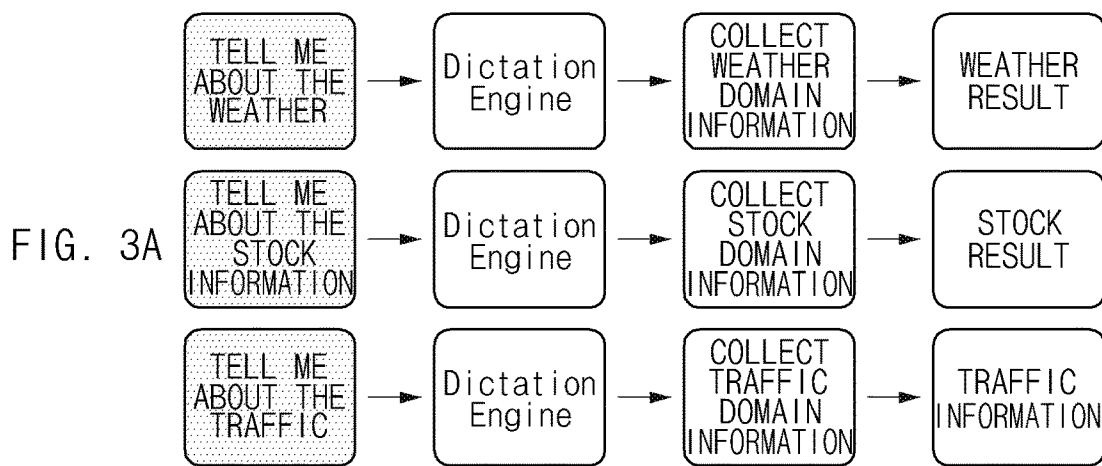 TELL ME
ABOUT THE
WEATHER
Dictation
Engine
COLLECT
WEATHER
DOMAIN
INFORMATION
WEATHER
RESULT
FIG. 3A
TELL ME
ABOUT THE
STOCK
INFORMATION
Dictation
Engine
COLLECT
STOCK
DOMAIN
INFORMATION
STOCK
RESULT
TELL ME
ABOUT THE
TRAFFIC
Dictation
Engine
COLLECT
TRAFFIC
DOMAIN
INFORMATION
TRAFFIC
INFORMATION